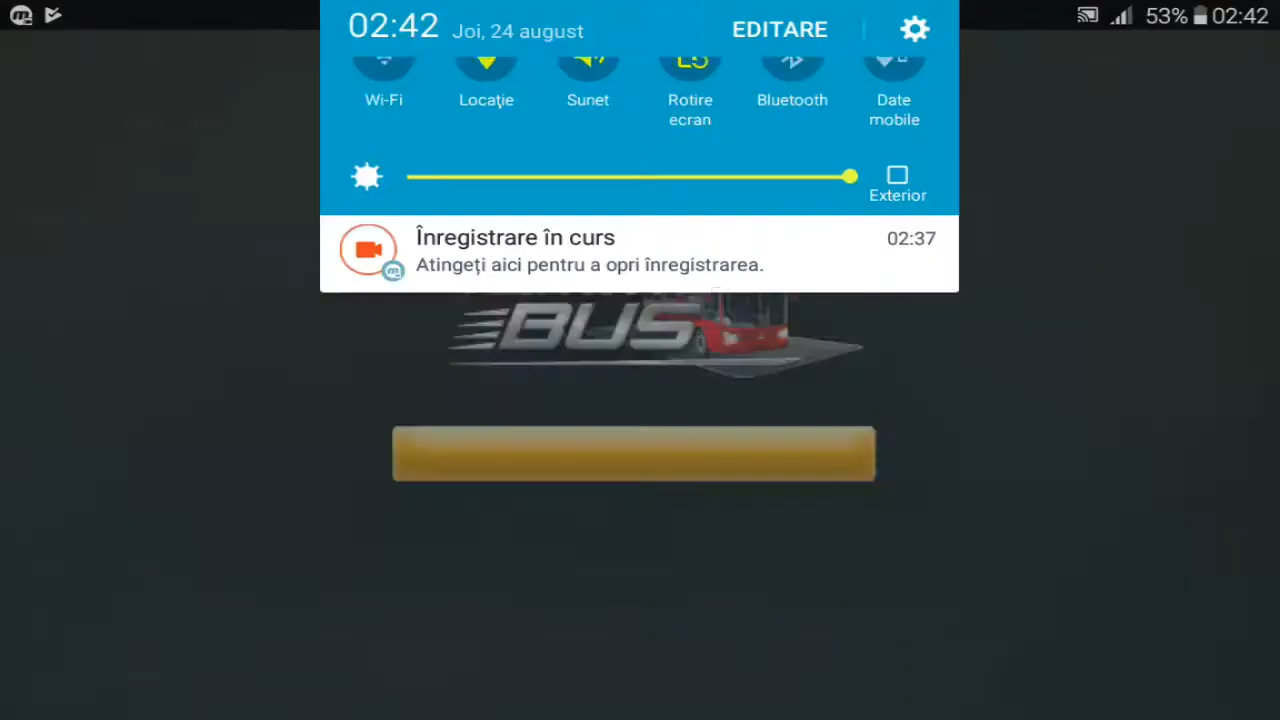 53% 02:42
02:42 Joi, 24 august EDITARE
Wi-Fi Locaţie Sunet Rotire ecran Bluetooth Date mobile
Exterior
Înregistrare în curs 02:37
Atingeţi aici pentru a opri înregistrarea.
BUS